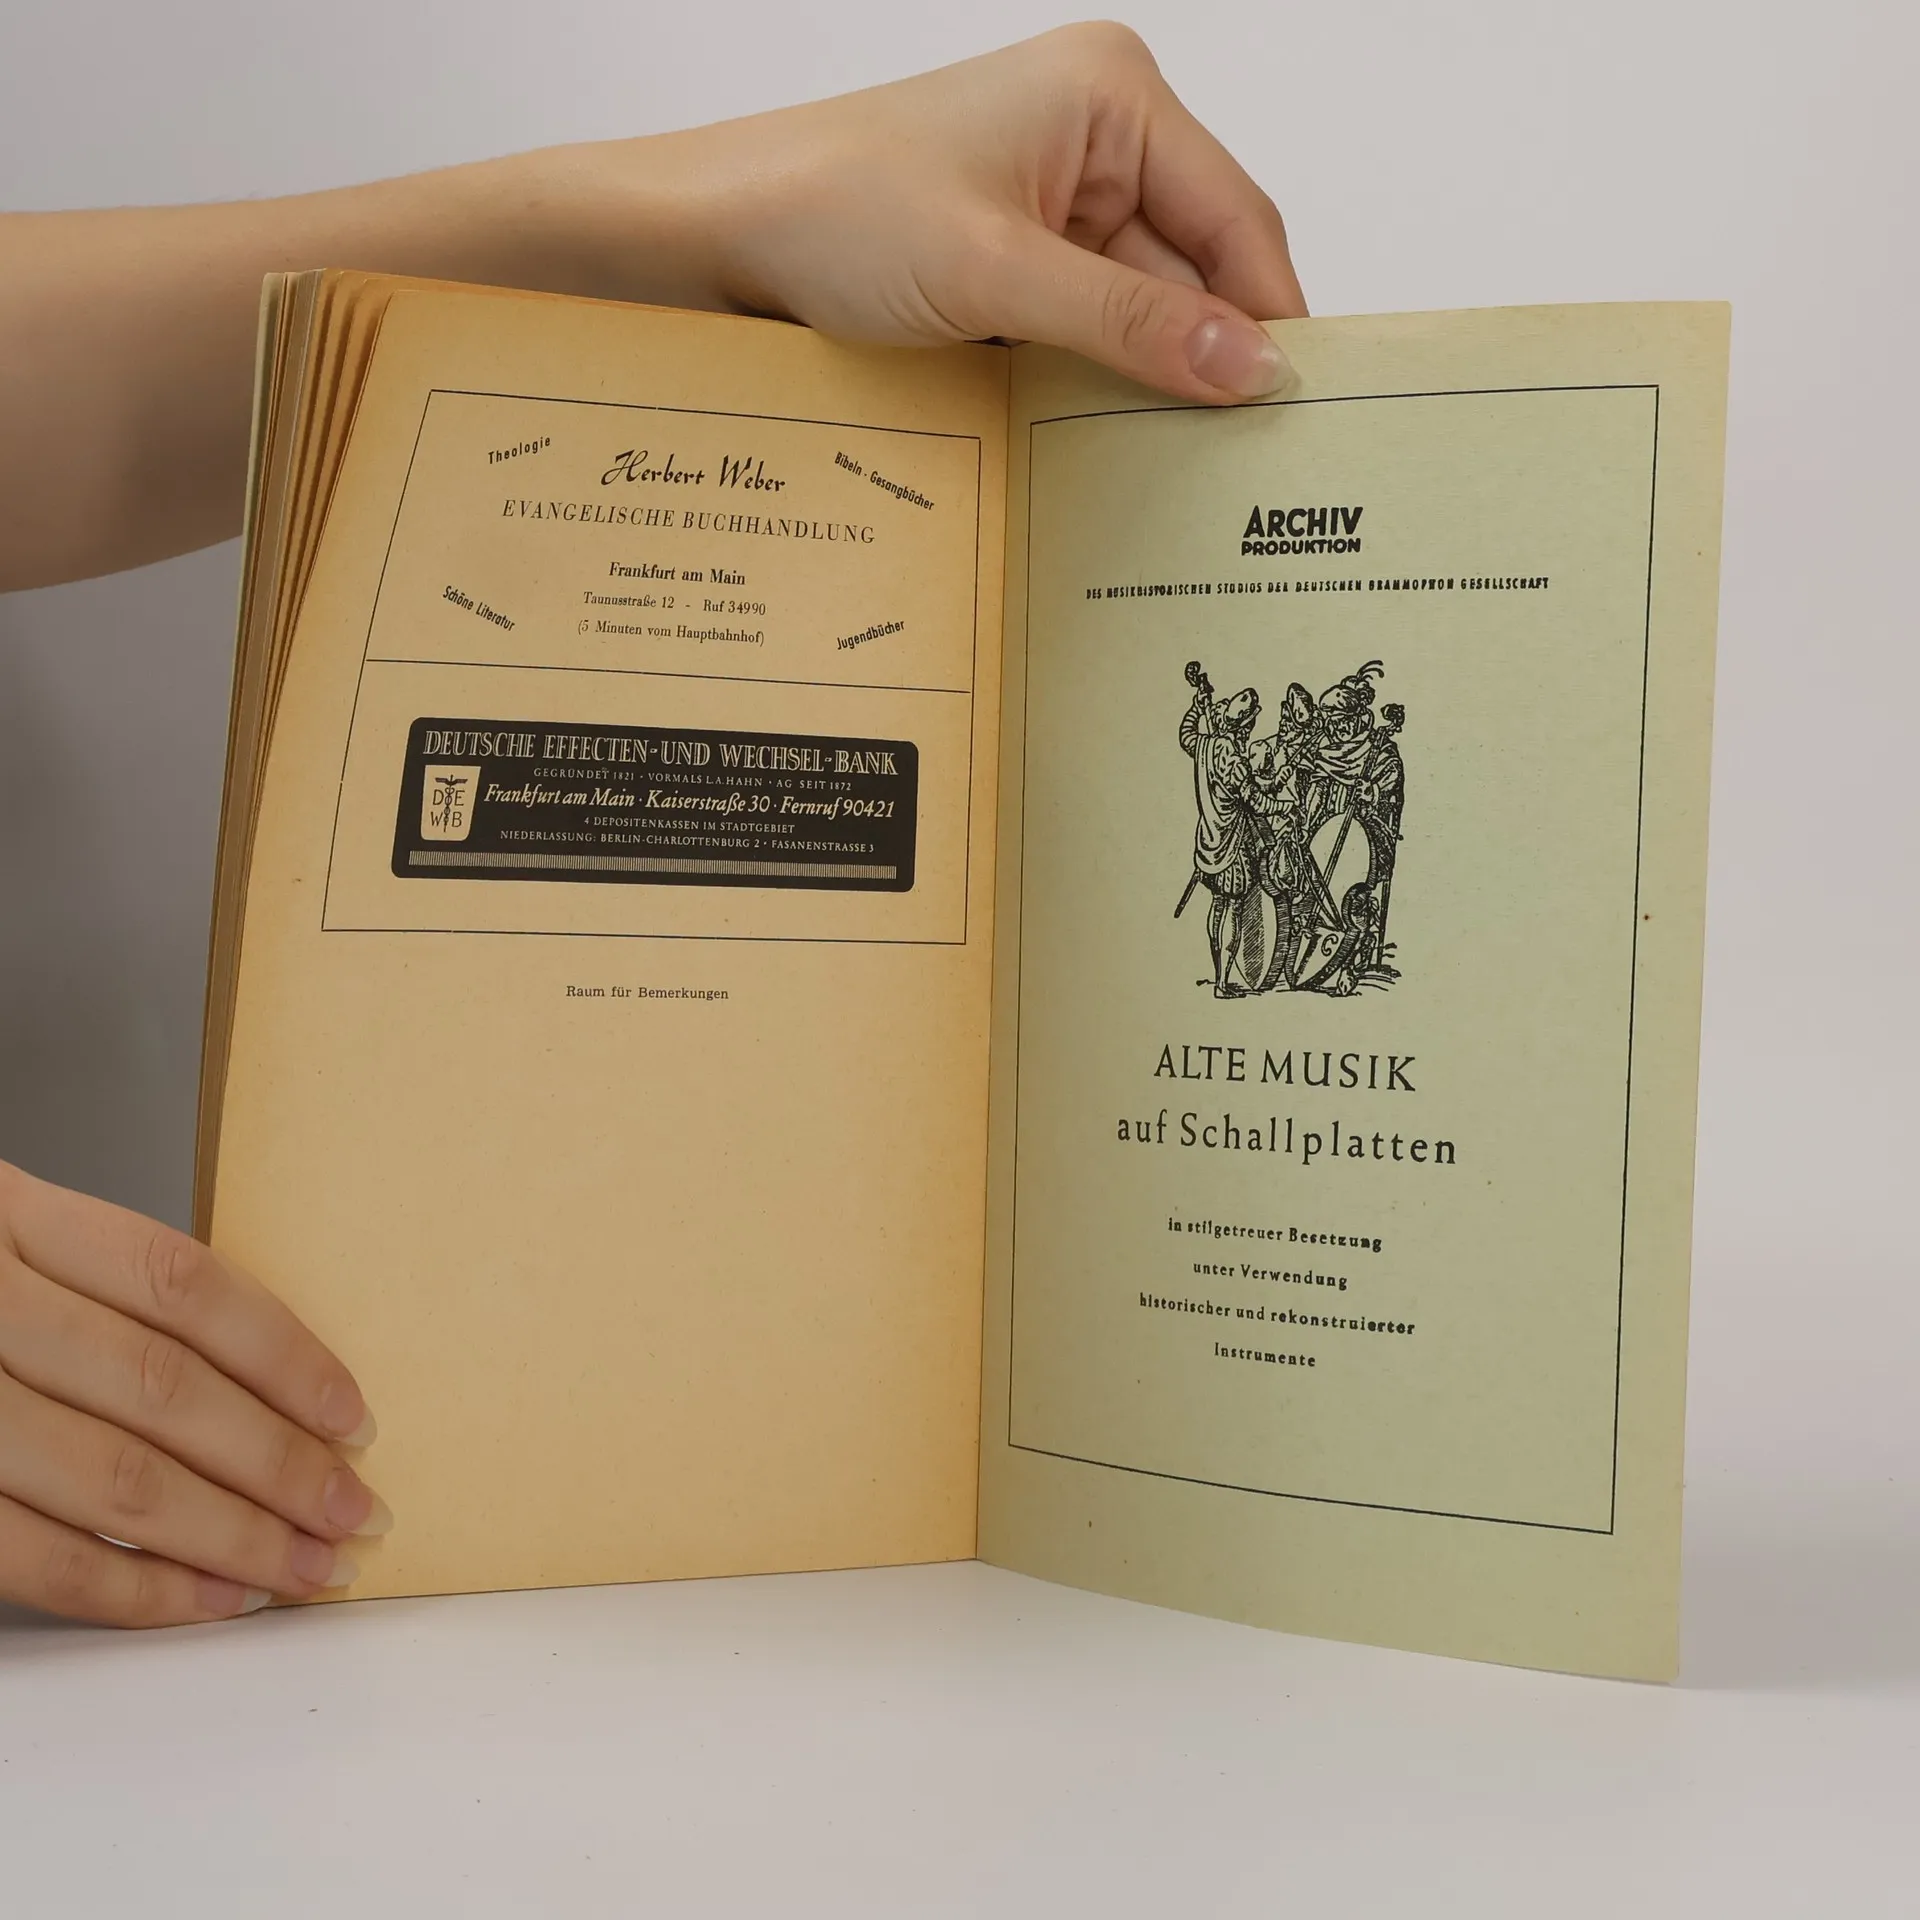 Theologie
Bibeln - Gesangbücher
Herbert Weber
EVANGELISCHE BUCHHANDLUNG
Frankfurt am Main
Taunusstraße 12 - Ruf 34990
(5 Minuten vom Hauptbahnhof)
Schöne Literatur
Jugendbücher
DEUTSCHE EFFECTEN-UND WECHSEL-BANK
GEGRÜNDET 1821 · VORMALS L.A.HAHN · AG SEIT 1872
Frankfurt am Main · Kaiserstraße 30 · Fernruf 90421
4 DEPOSITENKASSEN IM STADTGEBIET
NIEDERLASSUNG: BERLIN-CHARLOTTENBURG 2 · FASANENSTRASSE 3
DE
WB
Raum für Bemerkungen
ARCHIV
PRODUKTION
DES MUSIKHISTORISCHEN STUDIOS DER DEUTSCHEN GRAMMOPHON GESELLSCHAFT
ALTE MUSIK
auf Schallplatten
in stilgetreuer Besetzung
unter Verwendung
historischer und rekonstruierter
Instrumente